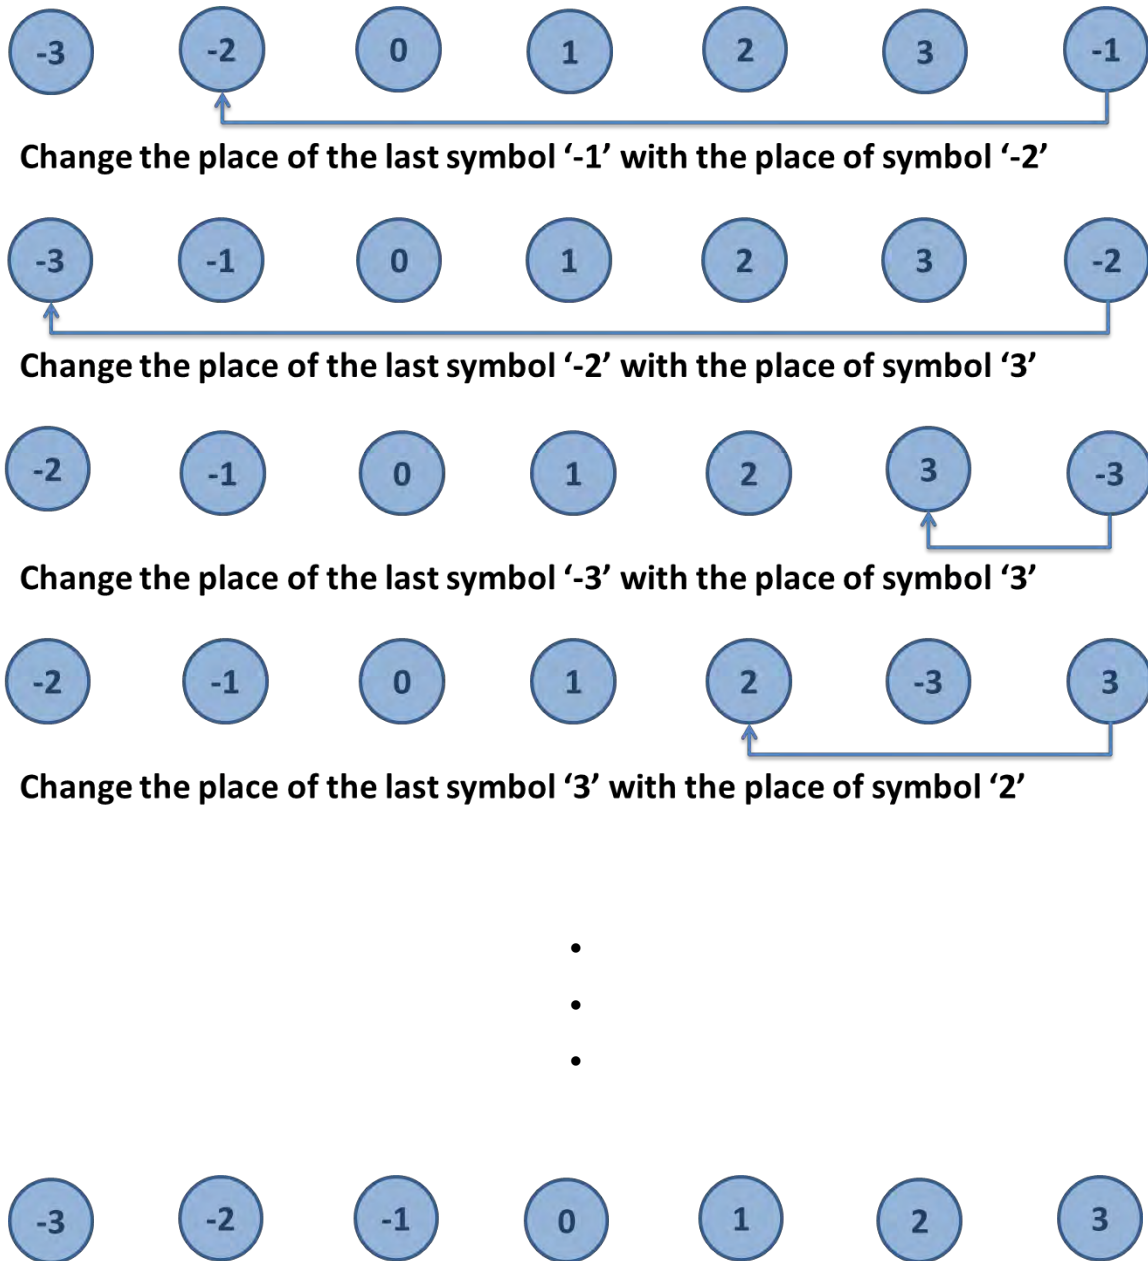 -3 -2 0 1 2 3 -1
Change the place of the last symbol ‘-1’ with the place of symbol ‘-2’
-3 -1 0 1 2 3 -2
Change the place of the last symbol ‘-2’ with the place of symbol ‘3’
-2 -1 0 1 2 3 -3
Change the place of the last symbol ‘-3’ with the place of symbol ‘3’
-2 -1 0 1 2 -3 3
Change the place of the last symbol ‘3’ with the place of symbol ‘2’
.
.
.
-3 -2 -1 0 1 2 3